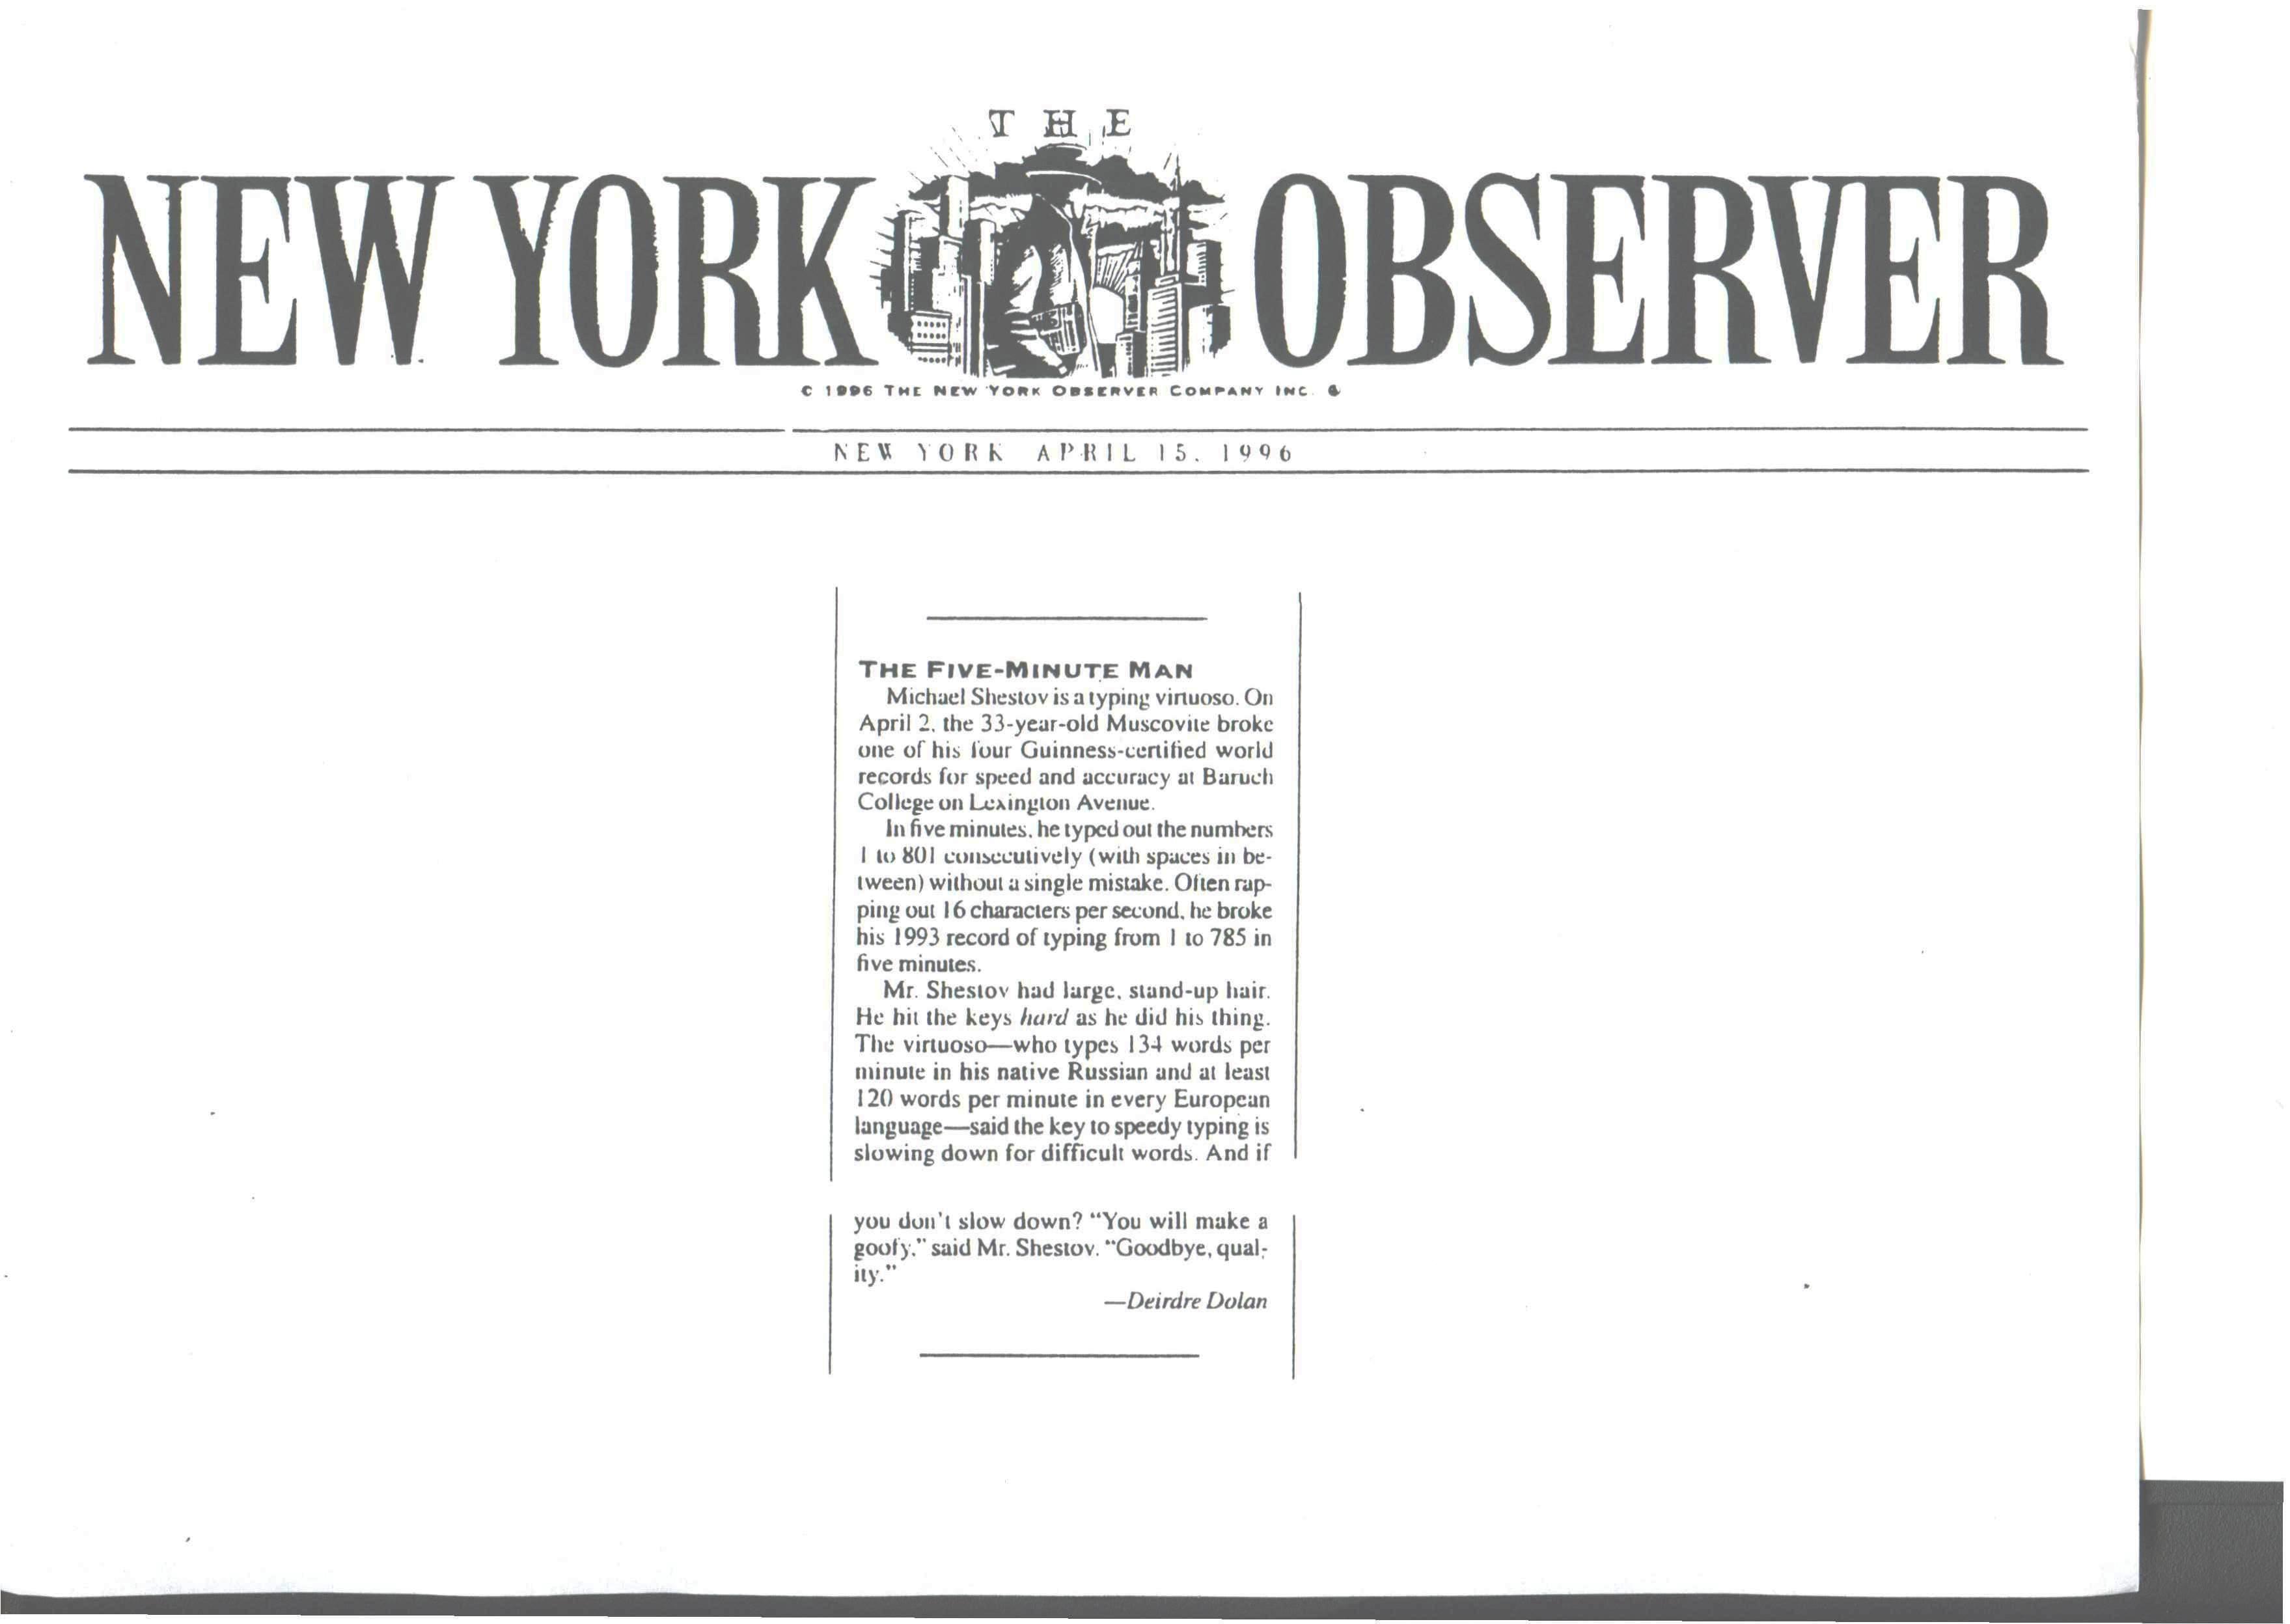 THE
NEW YORK OBSERVER
© 1996 THE NEW YORK OBSERVER COMPANY INC.
NEW YORK APRIL 15, 1996
THE FIVE-MINUTE MAN
Michael Shestov is a typing virtuoso. On
April 2, the 33-year-old Muscovite broke
one of his four Guinness-certified world
records for speed and accuracy at Baruch
College on Lexington Avenue.
In five minutes, he typed out the numbers
1 to 801 consecutively (with spaces in be-
tween) without a single mistake. Often rap-
ping out 16 characters per second, he broke
his 1993 record of typing from 1 to 785 in
five minutes.
Mr. Shestov had large, stand-up hair.
He hit the keys hard as he did his thing.
The virtuoso—who types 134 words per
minute in his native Russian and at least
120 words per minute in every European
language—said the key to speedy typing is
slowing down for difficult words. And if
you don't slow down? “You will make a
goofy,” said Mr. Shestov. “Goodbye, qual-
ity.”
—Deirdre Dolan